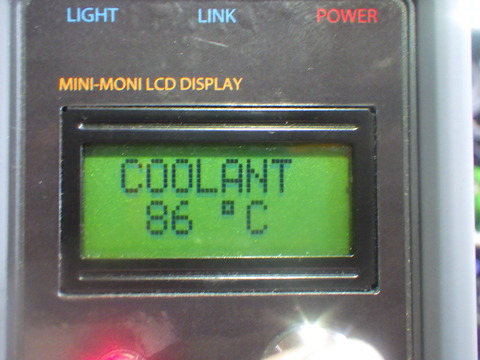 LIGHT LINK POWER
MINI-MONI LCD DISPLAY
COOLANT
86 °C